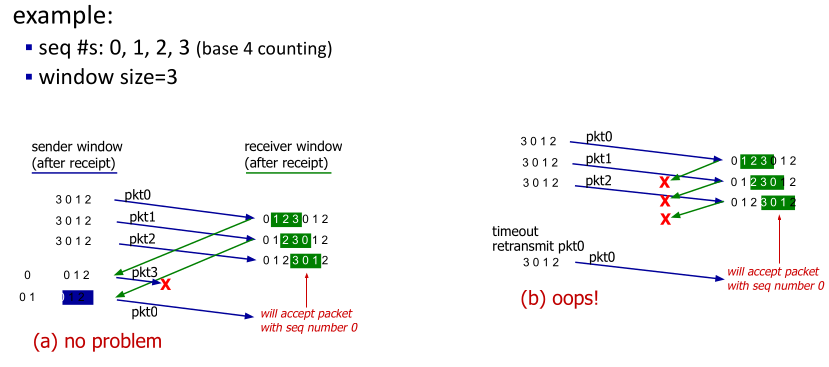 example:
▪ seq #s: 0, 1, 2, 3 (base 4 counting)
▪ window size=3
sender window
(after receipt)
receiver window
(after receipt)
3 0 1 2
pkt0
3 0 1 2
pkt1
0 1 2 3 0 1 2
3 0 1 2
pkt2
0 1 2 3 0 1 2
0 1 2 3 0 1 2
0 0 1 2
pkt3
X
0 1 0 1 2
pkt0
will accept packet
with seq number 0
(a) no problem
3 0 1 2
pkt0
3 0 1 2
pkt1
0 1 2 3 0 1 2
3 0 1 2
pkt2
X
0 1 2 3 0 1 2
X
0 1 2 3 0 1 2
X
timeout
retransmit pkt0
3 0 1 2
pkt0
will accept packet
with seq number 0
(b) oops!